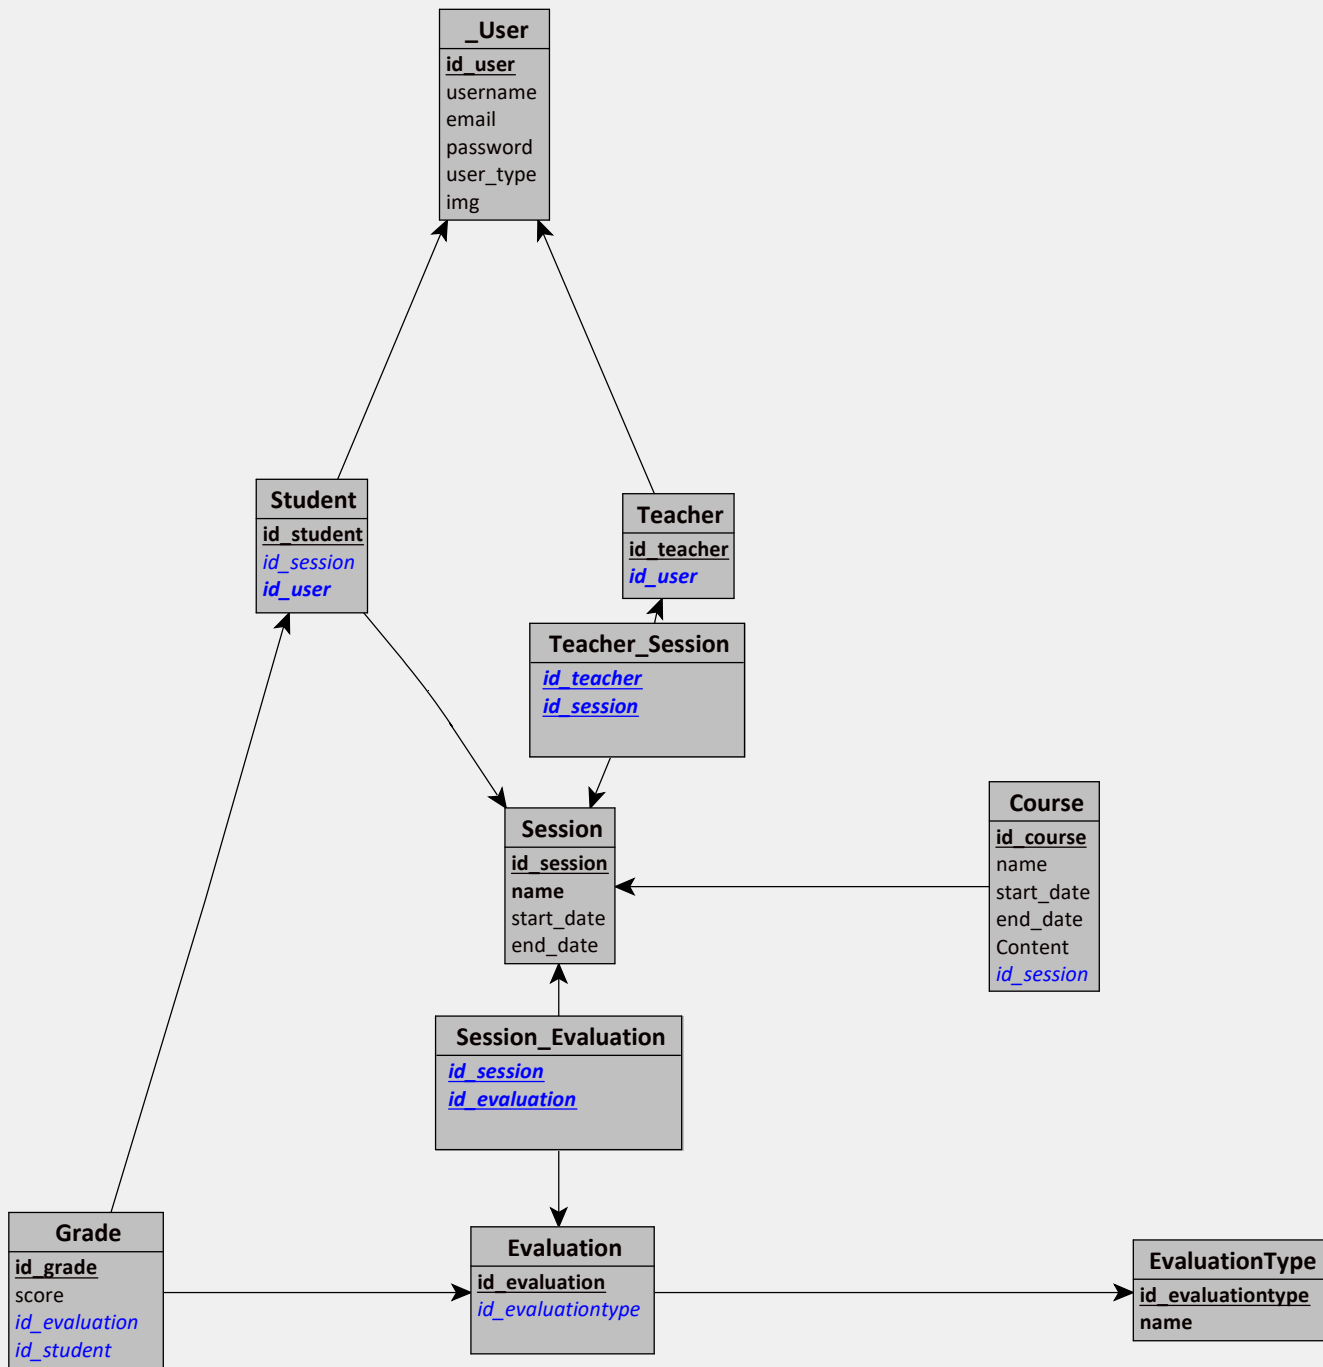 _User
id_user
username
email
password
user_type
img
Student
id_student
id_session
id_user
Teacher
id_teacher
id_user
Teacher_Session
id_teacher
id_session
Session
id_session
name
start_date
end_date
Course
id_course
name
start_date
end_date
Content
id_session
Session_Evaluation
id_session
id_evaluation
Grade
id_grade
score
id_evaluation
id_student
Evaluation
id_evaluation
id_evaluationtype
EvaluationType
id_evaluationtype
name